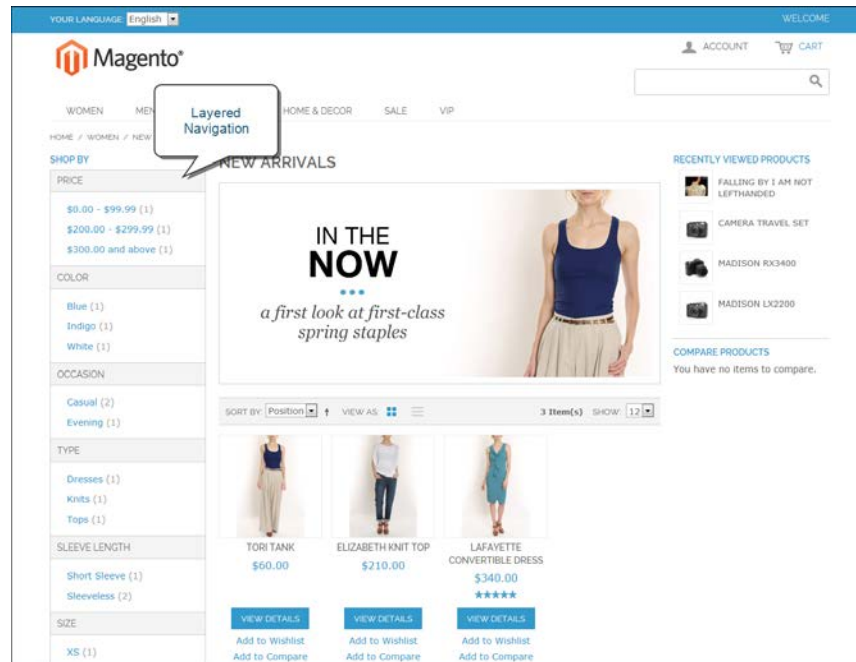 YOUR LANGUAGE: English
WELCOME
Magento®
ACCOUNT
CART
WOMEN
MEN
HOME & DECOR
SALE
VIP
Layered
Navigation
HOME / WOMEN / NEW
SHOP BY
PRICE
$0.00 - $99.99 (1)
$200.00 - $299.99 (1)
$300.00 and above (1)
COLOR
Blue (1)
Indigo (1)
White (1)
OCCASION
Casual (2)
Evening (1)
TYPE
Dresses (1)
Knits (1)
Tops (1)
SLEEVE LENGTH
Short Sleeve (1)
Sleeveless (2)
SIZE
XS (1)
NEW ARRIVALS
IN THE
NOW
a first look at first-class
spring staples
SORT BY: Position
VIEW AS:
3 Item(s)
SHOW: 12
TORI TANK
$60.00
VIEW DETAILS
Add to Wishlist
Add to Compare
ELIZABETH KNIT TOP
$210.00
VIEW DETAILS
Add to Wishlist
Add to Compare
LAFAYETTE
CONVERTIBLE DRESS
$340.00
VIEW DETAILS
Add to Wishlist
Add to Compare
RECENTLY VIEWED PRODUCTS
FALLING BY I AM NOT
LEFTHANDED
CAMERA TRAVEL SET
MADISON RX3400
MADISON LX2200
COMPARE PRODUCTS
You have no items to compare.